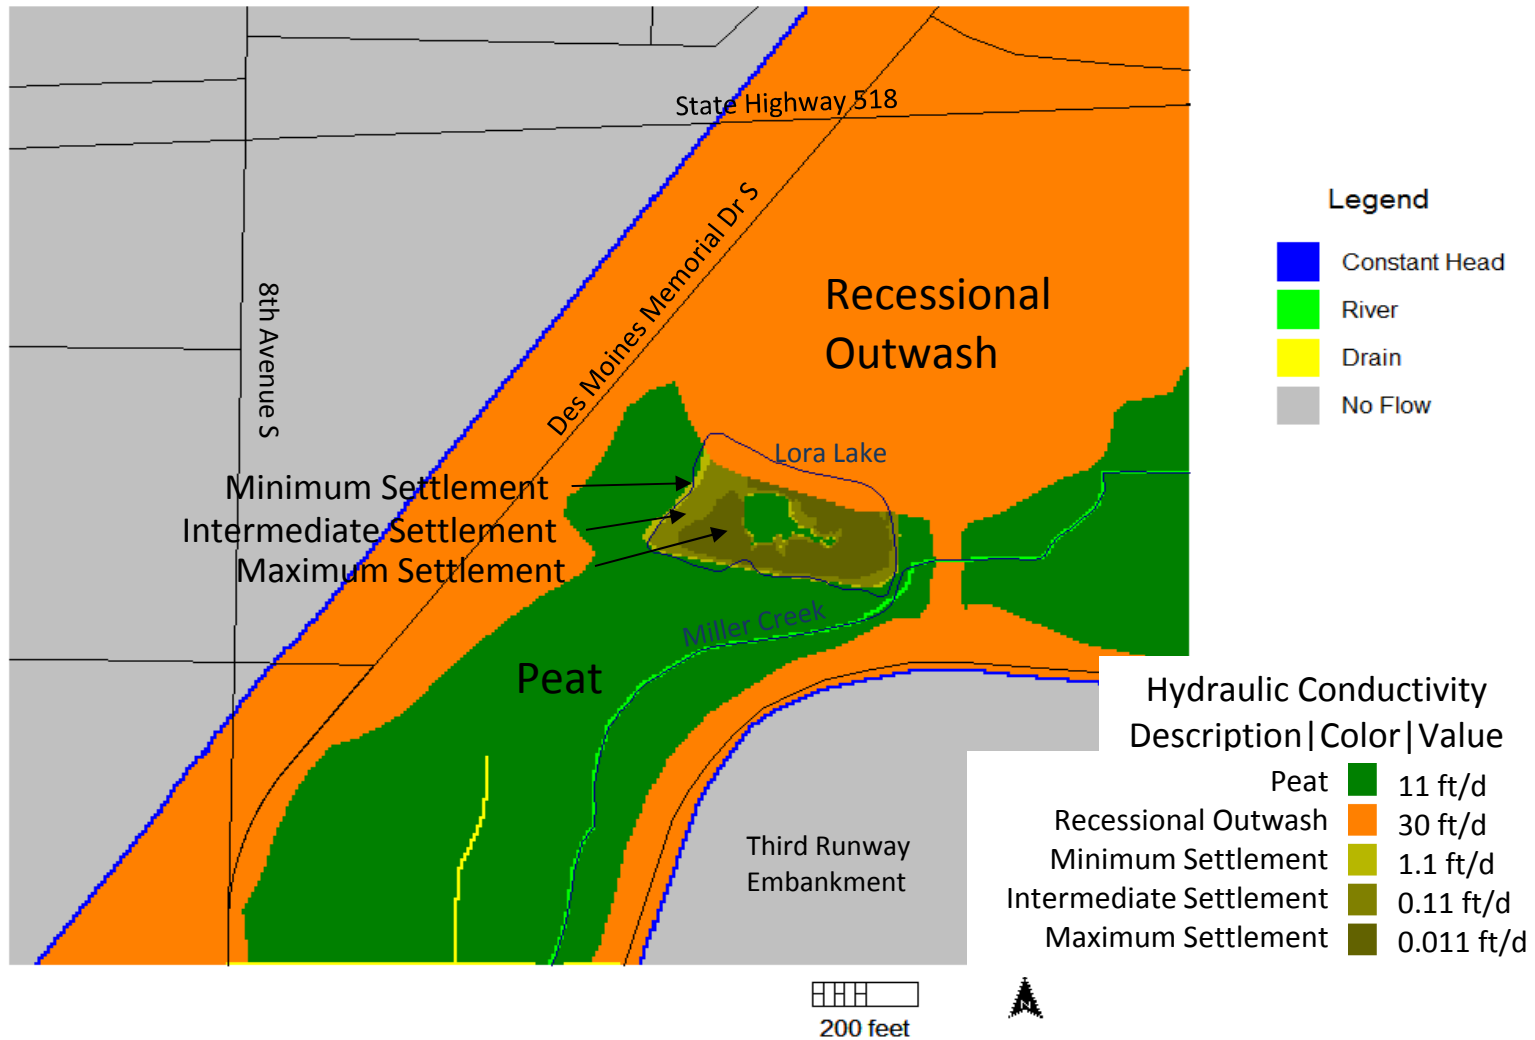 State Highway 518
Des Moines Memorial Dr S
8th Avenue S
Recessional
Outwash
Lora Lake
Minimum Settlement
Intermediate Settlement
Maximum Settlement
Miller Creek
Peat
Third Runway
Embankment
Legend
Constant Head
River
Drain
No Flow
Hydraulic Conductivity
Description|Color|Value
Peat 11 ft/d
Recessional Outwash 30 ft/d
Minimum Settlement 1.1 ft/d
Intermediate Settlement 0.11 ft/d
Maximum Settlement 0.011 ft/d
200 feet
N